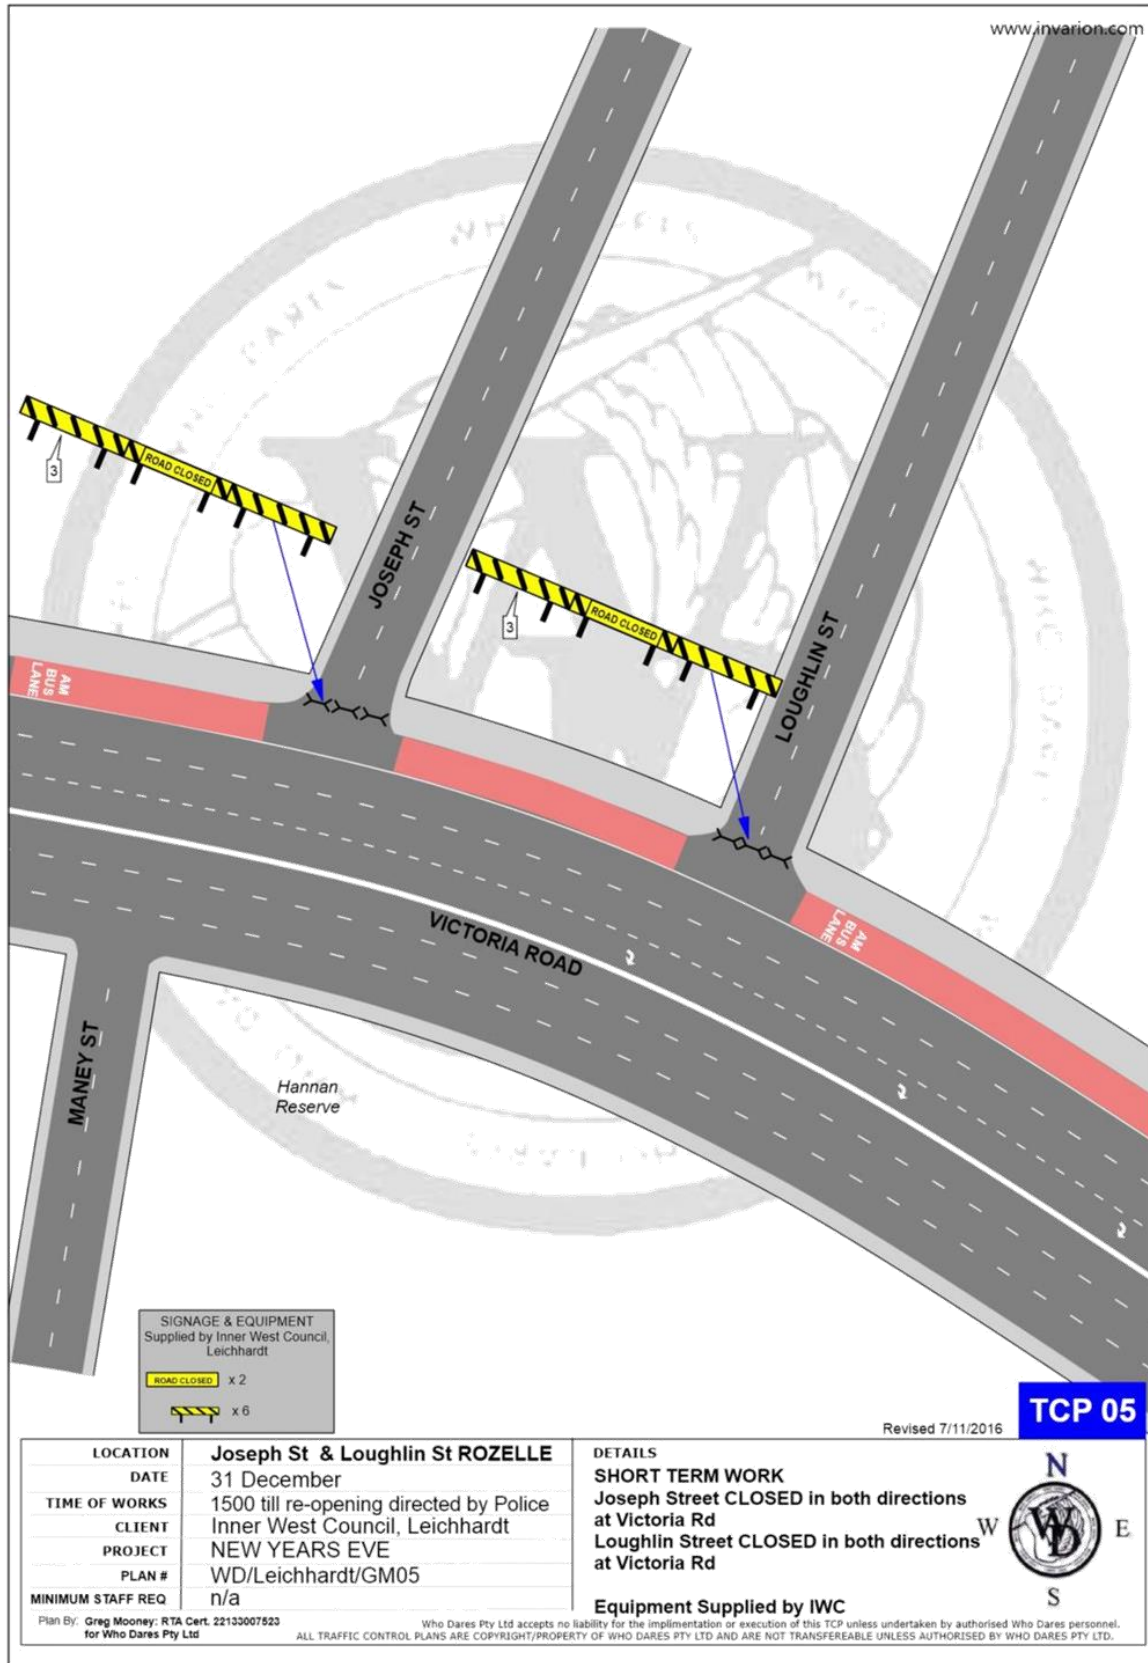 www.invarion.com
ROAD CLOSED
3
JOSEPH ST
ROAD CLOSED
3
LOUGHLIN ST
AM
BUS
LANE
AM
BUS
LANE
VICTORIA ROAD
MANEY ST
Hannan
Reserve
SIGNAGE & EQUIPMENT
Supplied by Inner West Council,
Leichhardt
ROAD CLOSED x 2
x 6
Revised 7/11/2016
TCP 05
LOCATION Joseph St & Loughlin St ROZELLE
DATE 31 December
TIME OF WORKS 1500 till re-opening directed by Police
CLIENT Inner West Council, Leichhardt
PROJECT NEW YEARS EVE
PLAN # WD/Leichhardt/GM05
MINIMUM STAFF REQ n/a
DETAILS
SHORT TERM WORK
Joseph Street CLOSED in both directions
at Victoria Rd
Loughlin Street CLOSED in both directions
at Victoria Rd
Equipment Supplied by IWC
N
W
WD
E
S
Plan By: Greg Mooney: RTA Cert. 22133007523
for Who Dares Pty Ltd
Who Dares Pty Ltd accepts no liability for the implimentation or execution of this TCP unless undertaken by authorised Who Dares personnel.
ALL TRAFFIC CONTROL PLANS ARE COPYRIGHT/PROPERTY OF WHO DARES PTY LTD AND ARE NOT TRANSFEREABLE UNLESS AUTHORISED BY WHO DARES PTY LTD.